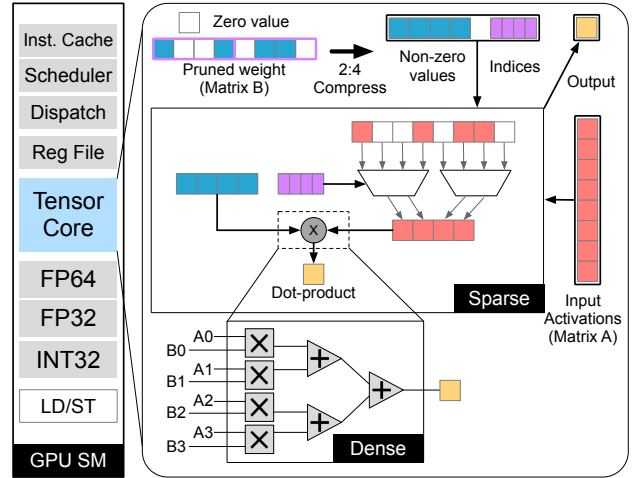 Inst. Cache
Scheduler
Dispatch
Reg File
Tensor
Core
FP64
FP32
INT32
LD/ST
GPU SM
Zero value
Pruned weight
(Matrix B)
2:4
Compress
Non-zero
values
Indices
Output
X
Dot-product
Sparse
Input
Activations
(Matrix A)
A0
B0
A1
B1
A2
B2
A3
B3
Dense